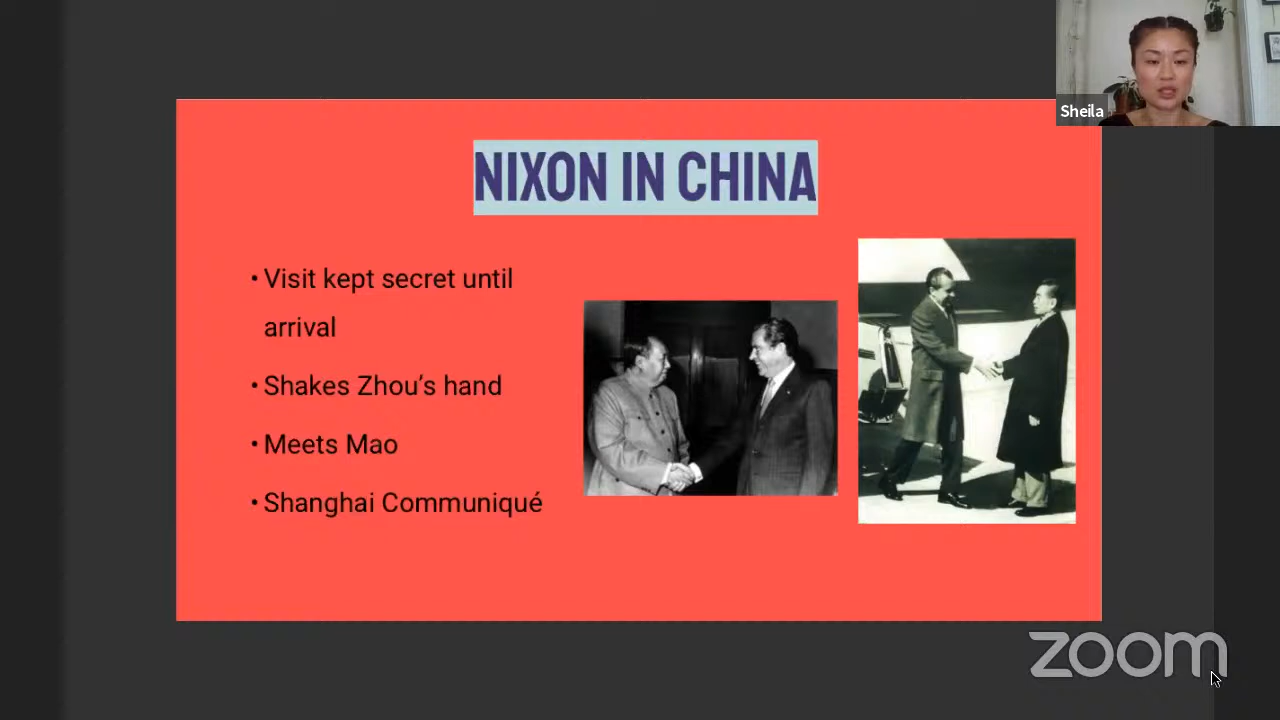 Sheila
NIXON IN CHINA
• Visit kept secret until
arrival
• Shakes Zhou’s hand
• Meets Mao
• Shanghai Communiqué
zoom